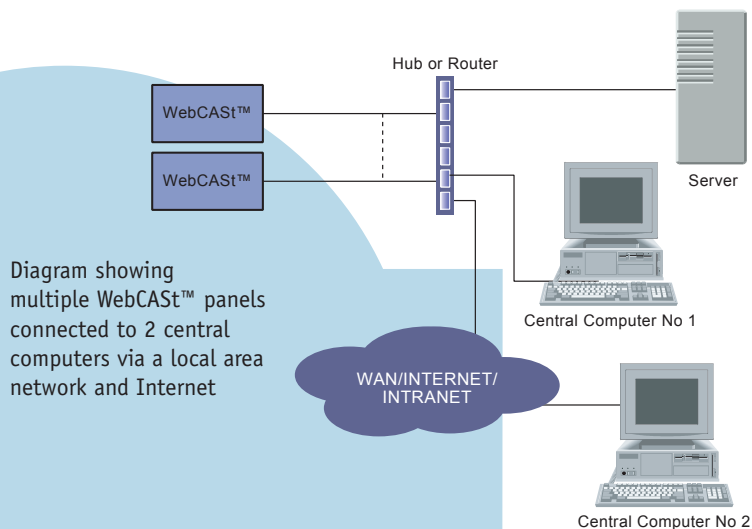 Hub or Router
WebCASt™
WebCASt™
Server
Central Computer No 1
Diagram showing
multiple WebCASt™ panels
connected to 2 central
computers via a local area
network and Internet
WAN/INTERNET/
INTRANET
Central Computer No 2